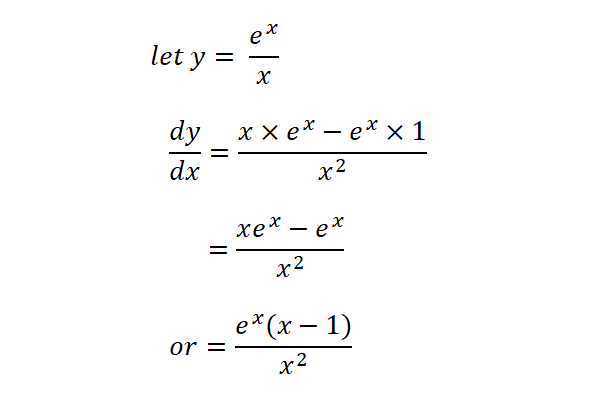 let y = e^x / x
dy/dx = (x × e^x − e^x × 1) / x^2
= (xe^x − e^x) / x^2
or = e^x(x − 1) / x^2